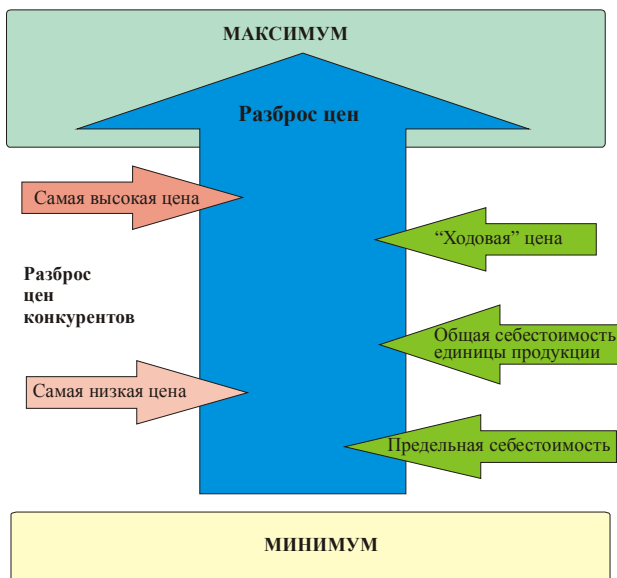 МАКСИМУМ
Разброс цен
Самая высокая цена
“Ходовая” цена
Разброс
цен
конкурентов
Общая себестоимость
единицы продукции
Самая низкая цена
Предельная себестоимость
МИНИМУМ